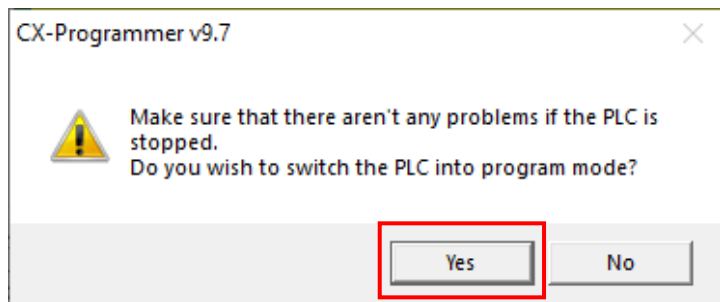 CX-Programmer v9.7
Make sure that there aren't any problems if the PLC is
stopped.
Do you wish to switch the PLC into program mode?
Yes
No